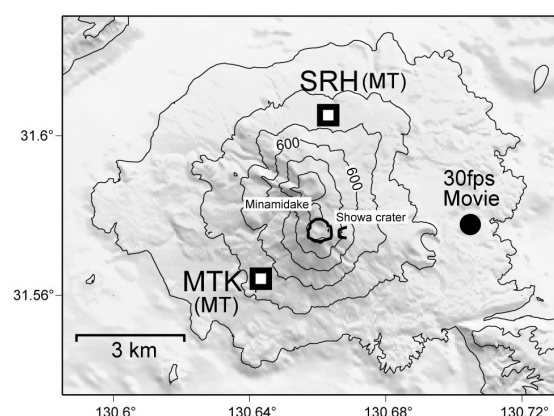 SRH (MT)
31.6°
600
600
30fps
Movie
Minamidake
Showa crater
MTK
(MT)
31.56°
3 km
130.6° 130.64° 130.68° 130.72°